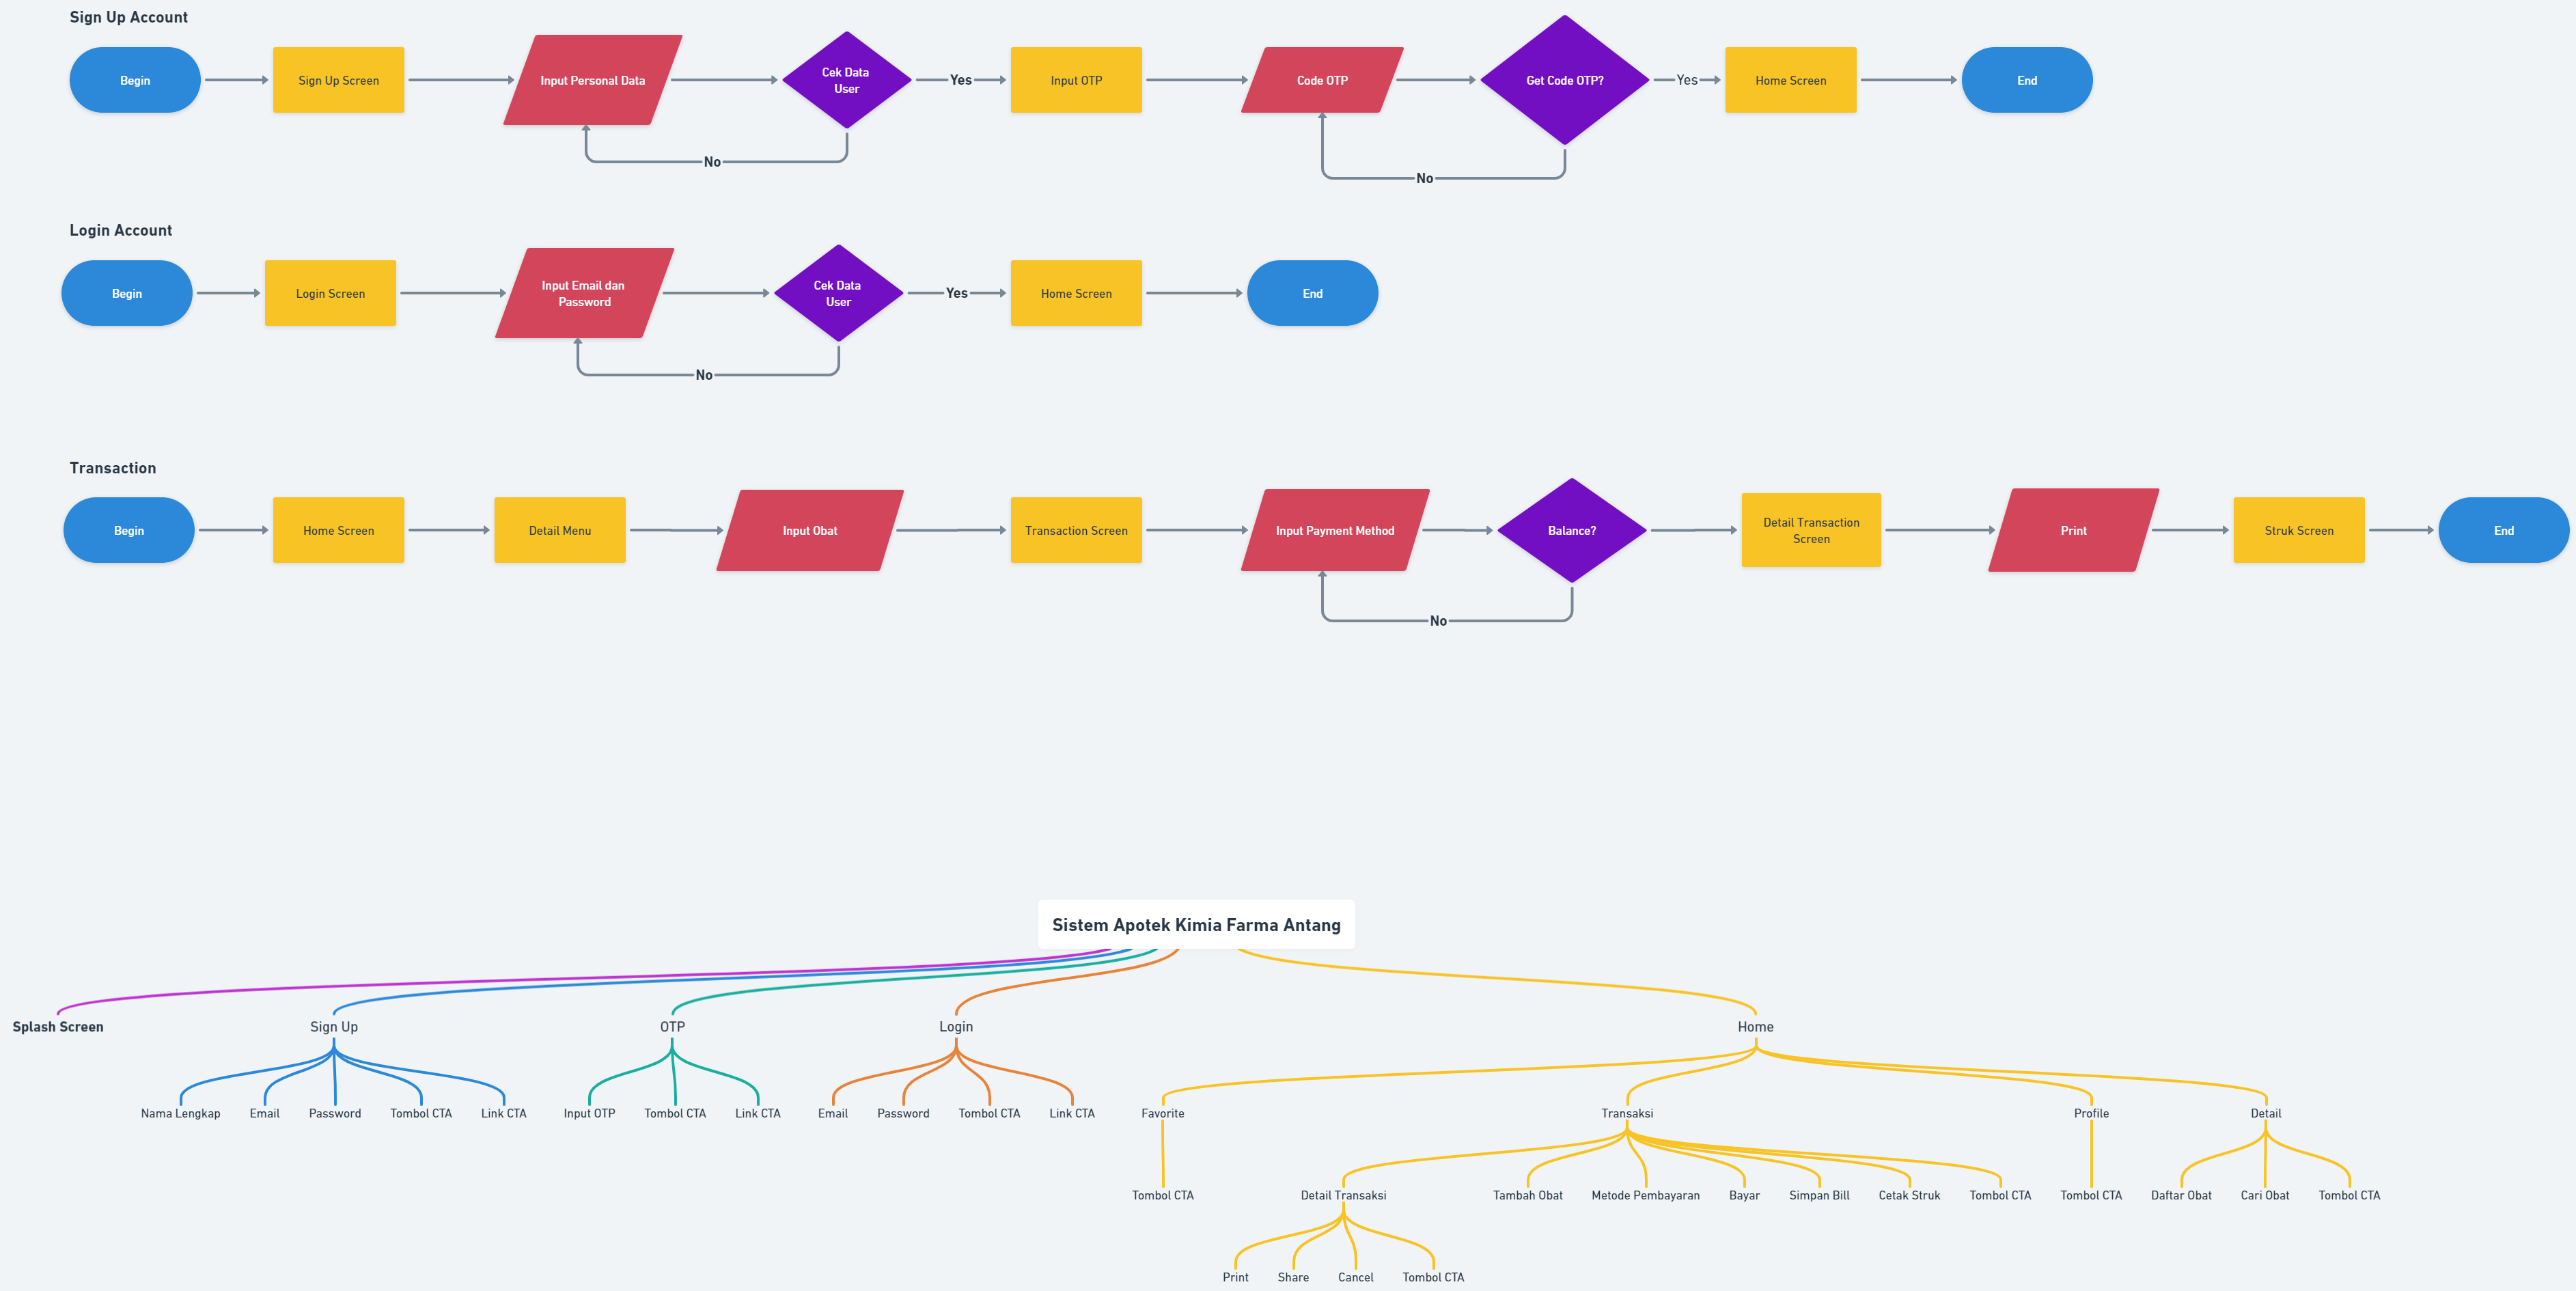 Sign Up Account
Begin
Sign Up Screen
Input Personal Data
Cek Data
User
Yes
Input OTP
Code OTP
Get Code OTP?
Yes
Home Screen
End
No
No
Login Account
Begin
Login Screen
Input Email dan
Password
Cek Data
User
Yes
Home Screen
End
No
Transaction
Begin
Home Screen
Detail Menu
Input Obat
Transaction Screen
Input Payment Method
Balance?
Detail Transaction
Screen
Print
Struk Screen
End
No
Sistem Apotek Kimia Farma Antang
Splash Screen
Sign Up
OTP
Login
Home
Nama Lengkap
Email
Password
Tombol CTA
Link CTA
Input OTP
Tombol CTA
Link CTA
Email
Password
Tombol CTA
Link CTA
Favorite
Transaksi
Profile
Detail
Tombol CTA
Detail Transaksi
Tambah Obat
Metode Pembayaran
Bayar
Simpan Bill
Cetak Struk
Tombol CTA
Tombol CTA
Daftar Obat
Cari Obat
Tombol CTA
Print
Share
Cancel
Tombol CTA